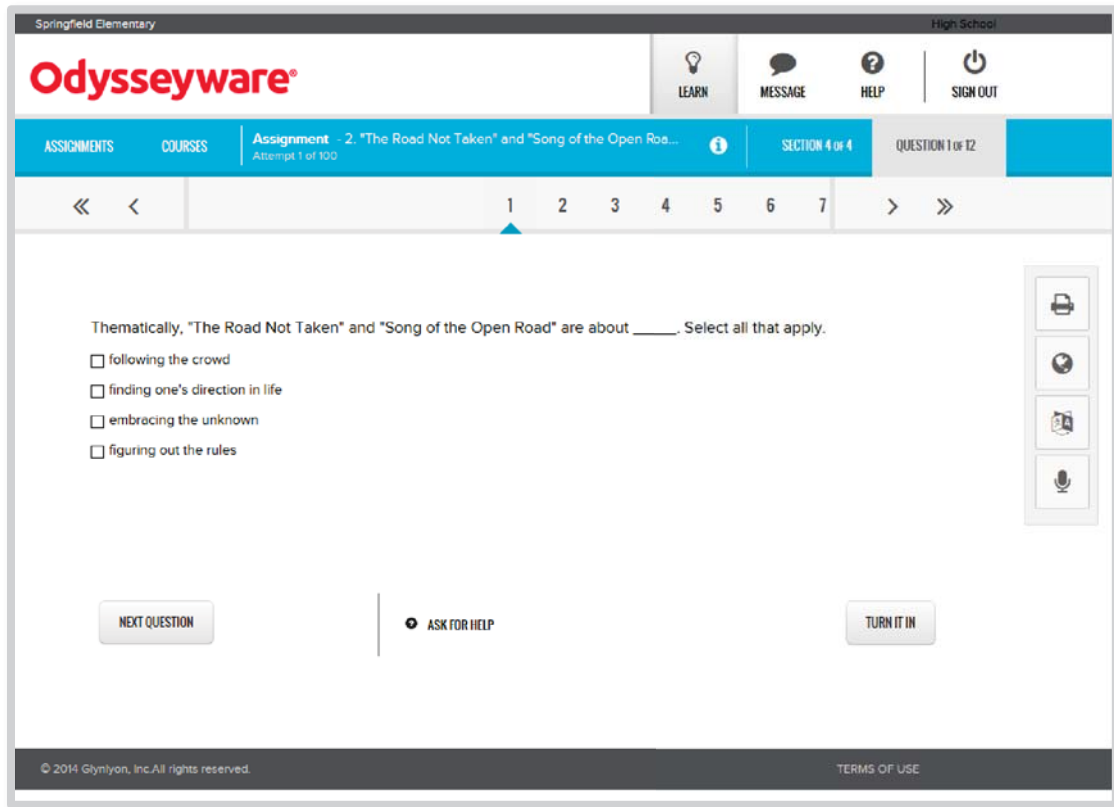 Springfield Elementary High School
Odysseyware®
LEARN
MESSAGE
HELP
SIGN OUT
ASSIGNMENTS
COURSES
Assignment - 2. "The Road Not Taken" and "Song of the Open Roa...
Attempt 1 of 100
SECTION 4 OF 4
QUESTION 1 OF 12
1 2 3 4 5 6 7
Thematically, "The Road Not Taken" and "Song of the Open Road" are about _____. Select all that apply.
following the crowd
finding one's direction in life
embracing the unknown
figuring out the rules
NEXT QUESTION
ASK FOR HELP
TURN IT IN
© 2014 Glynlyon, Inc.All rights reserved.
TERMS OF USE